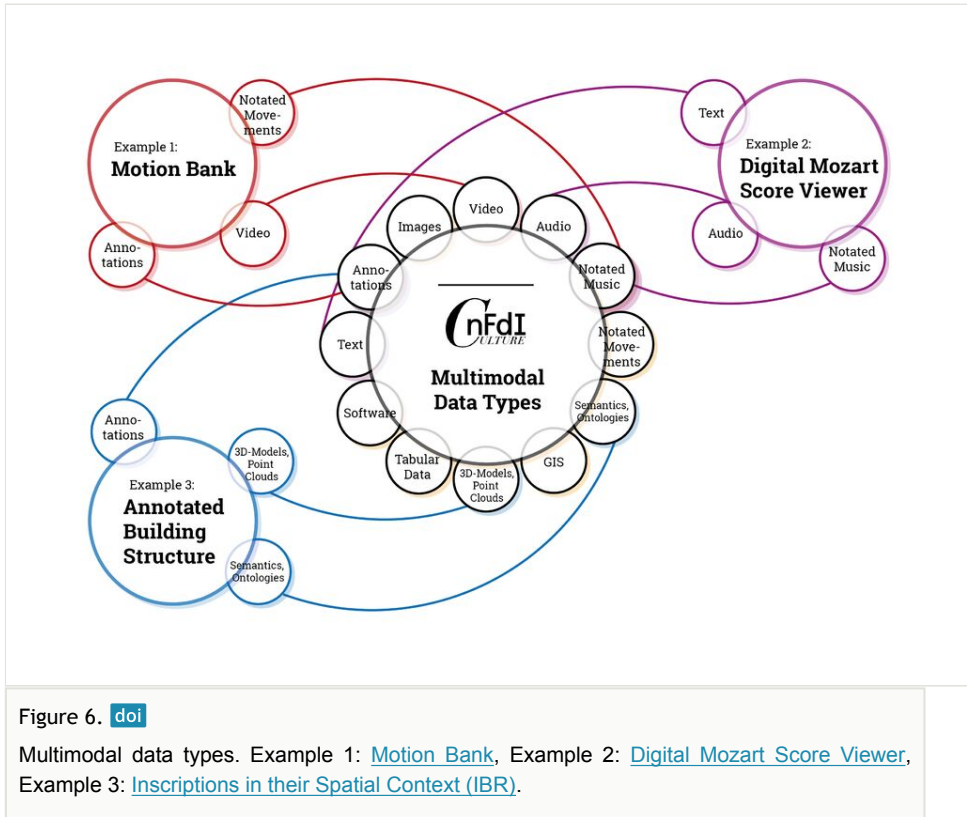 Notated
Move-
ments
Example 1:
Motion Bank
Anno-
tations
Video
Text
Example 2:
Digital Mozart
Score Viewer
Audio
Notated
Music
Images
Video
Audio
Anno-
tations
Notated
Music
Text
Notated
Move-
ments
CnFdI
ULTURE
Multimodal
Data Types
Software
Semantics,
Ontologies
Tabular
Data
3D-Models,
Point
Clouds
GIS
Anno-
tations
3D-Models,
Point
Clouds
Example 3:
Annotated
Building
Structure
Semantics,
Ontologies
Figure 6. doi
Multimodal data types. Example 1: Motion Bank, Example 2: Digital Mozart Score Viewer,
Example 3: Inscriptions in their Spatial Context (IBR).